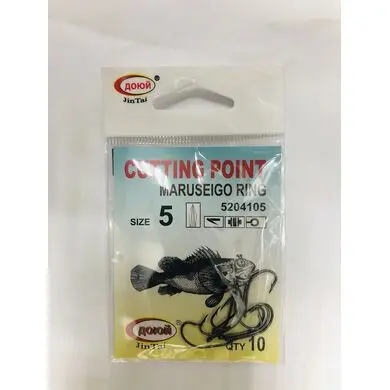 ДОЮЙ
JinTai
CUTTING POINT
MARUSEIGO RING
5204105
SIZE 5
ДОЮЙ
JinTai
QTY 10